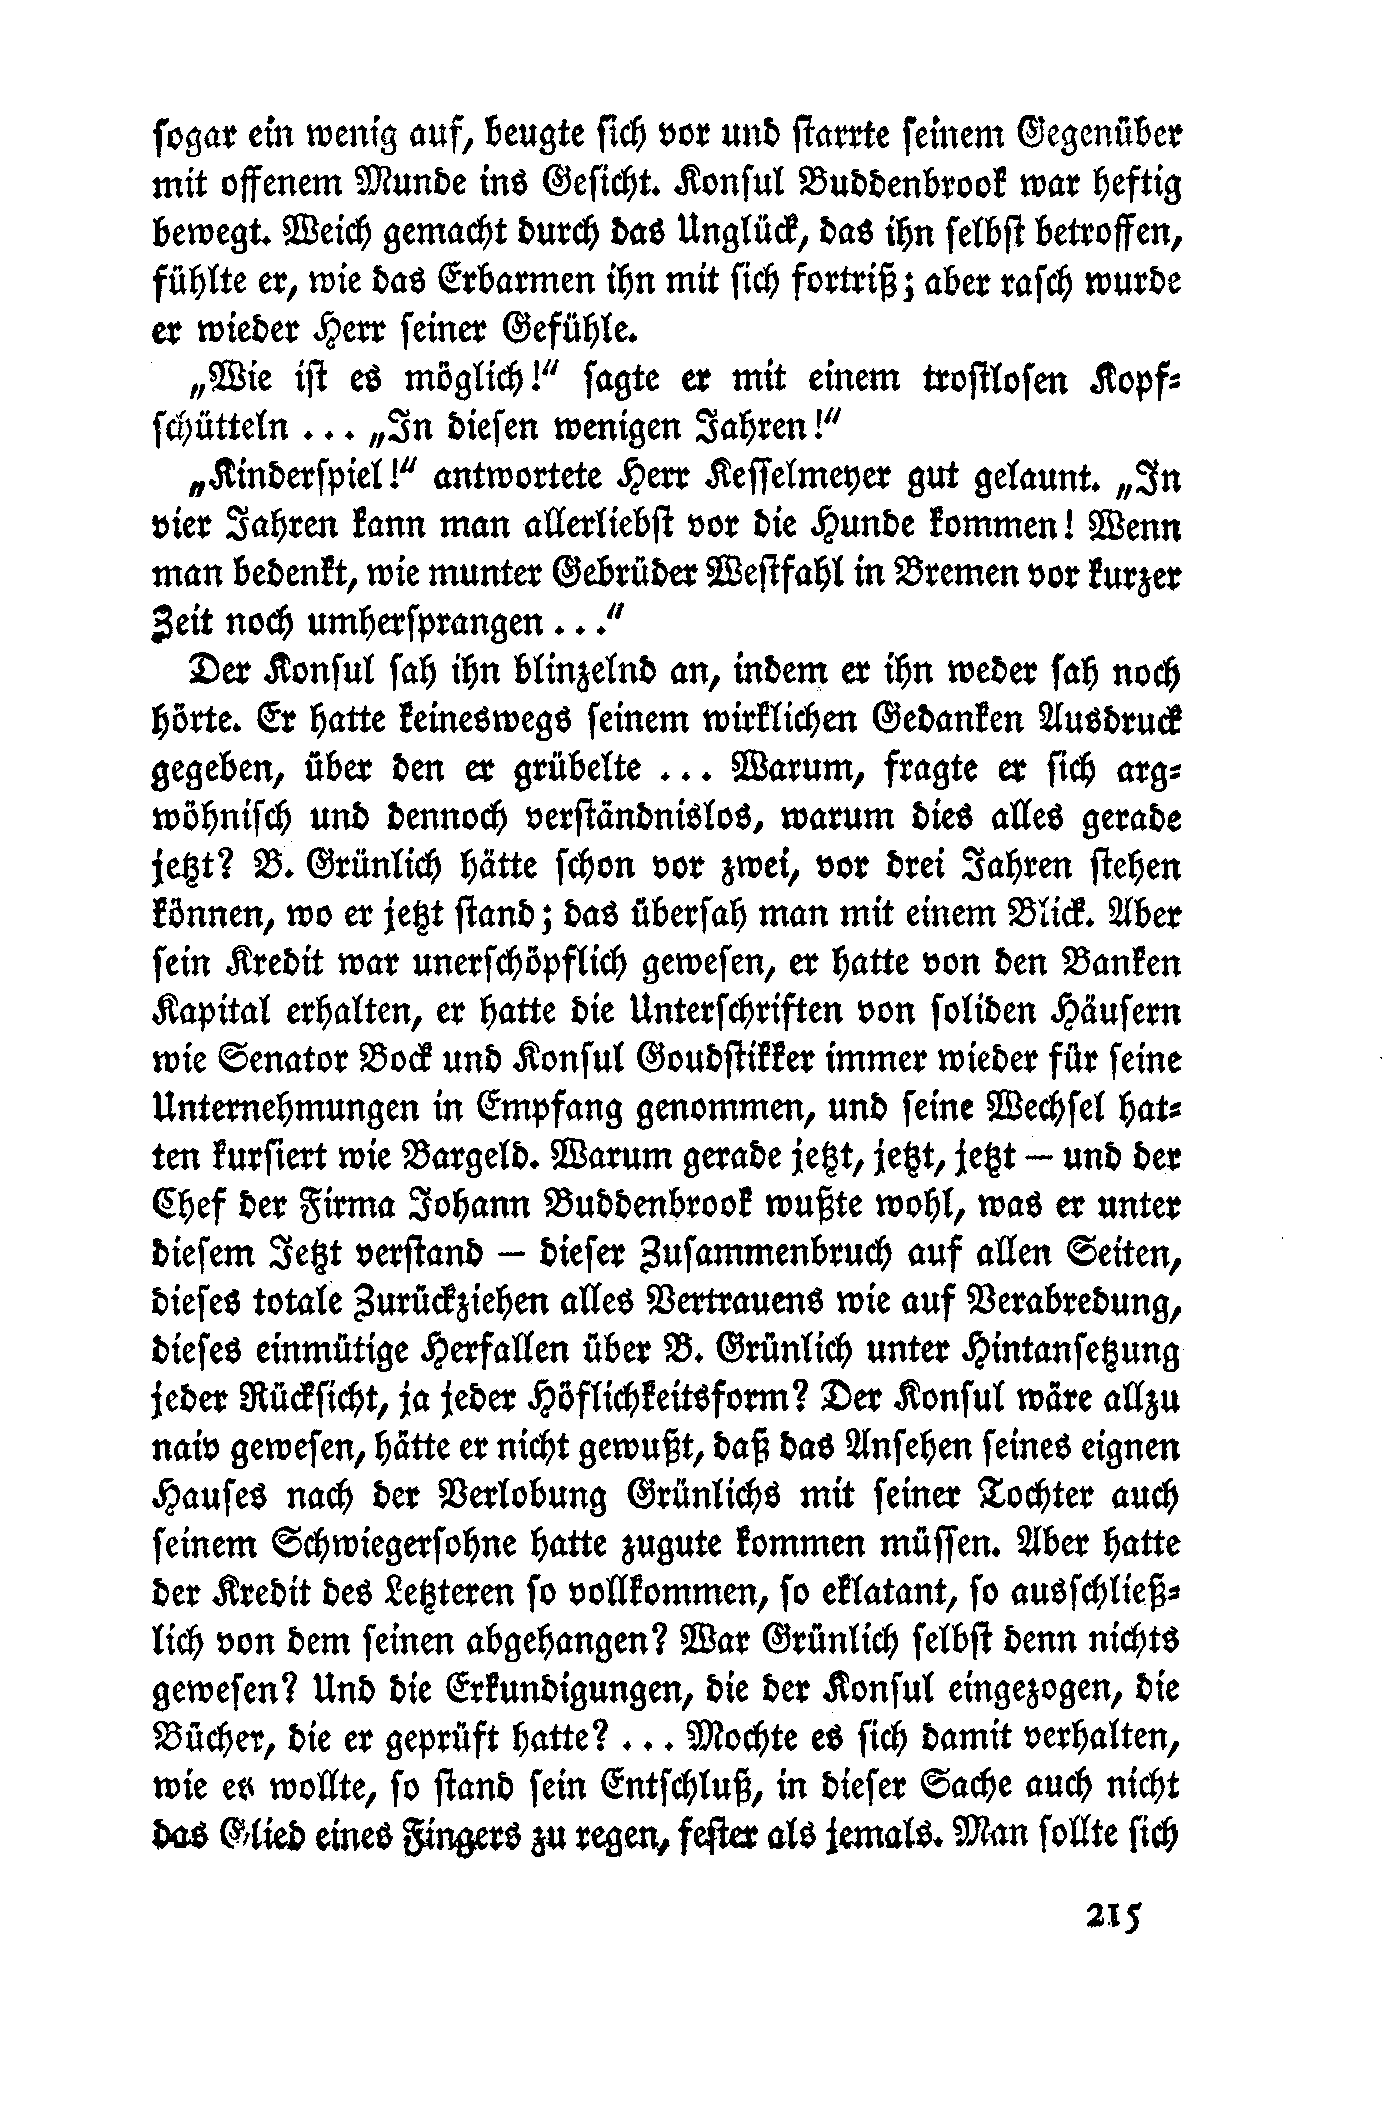 sogar ein wenig auf, beugte sich vor und starrte seinem Gegenüber
mit offenem Munde ins Gesicht. Konsul Buddenbrook war heftig
bewegt. Weich gemacht durch das Unglück, das ihn selbst betroffen,
fühlte er, wie das Erbarmen ihn mit sich fortriß; aber rasch wurde
er wieder Herr seiner Gefühle.
„Wie ist es möglich!“ sagte er mit einem trostlosen Kopf-
schütteln ... „In diesen wenigen Jahren!“
„Kinderspiel!“ antwortete Herr Kesselmeyer gut gelaunt. „In
vier Jahren kann man allerliebst vor die Hunde kommen! Wenn
man bedenkt, wie munter Gebrüder Westfahl in Bremen vor kurzer
Zeit noch umhersprangen ...“
Der Konsul sah ihn blinzelnd an, indem er ihn weder sah noch
hörte. Er hatte keineswegs seinem wirklichen Gedanken Ausdruck
gegeben, über den er grübelte ... Warum, fragte er sich arg-
wöhnisch und dennoch verständnislos, warum dies alles gerade
jetzt? B. Grünlich hätte schon vor zwei, vor drei Jahren stehen
können, wo er jetzt stand; das übersah man mit einem Blick. Aber
sein Kredit war unerschöpflich gewesen, er hatte von den Banken
Kapital erhalten, er hatte die Unterschriften von soliden Häusern
wie Senator Bock und Konsul Goudstikker immer wieder für seine
Unternehmungen in Empfang genommen, und seine Wechsel hat-
ten kursiert wie Bargeld. Warum gerade jetzt, jetzt, jetzt – und der
Chef der Firma Johann Buddenbrook wußte wohl, was er unter
diesem Jetzt verstand – dieser Zusammenbruch auf allen Seiten,
dieses totale Zurückziehen alles Vertrauens wie auf Verabredung,
dieses einmütige Herfallen über B. Grünlich unter Hintansetzung
jeder Rücksicht, ja jeder Höflichkeitsform? Der Konsul wäre allzu
naiv gewesen, hätte er nicht gewußt, daß das Ansehen seines eignen
Hauses nach der Verlobung Grünlichs mit seiner Tochter auch
seinem Schwiegersohne hatte zugute kommen müssen. Aber hatte
der Kredit des Letzteren so vollkommen, so eklatant, so ausschließ-
lich von dem seinen abgehangen? War Grünlich selbst denn nichts
gewesen? Und die Erkundigungen, die der Konsul eingezogen, die
Bücher, die er geprüft hatte? ... Mochte es sich damit verhalten,
wie es wollte, so stand sein Entschluß, in dieser Sache auch nicht
das Glied eines Fingers zu regen, fester als jemals. Man sollte sich
215